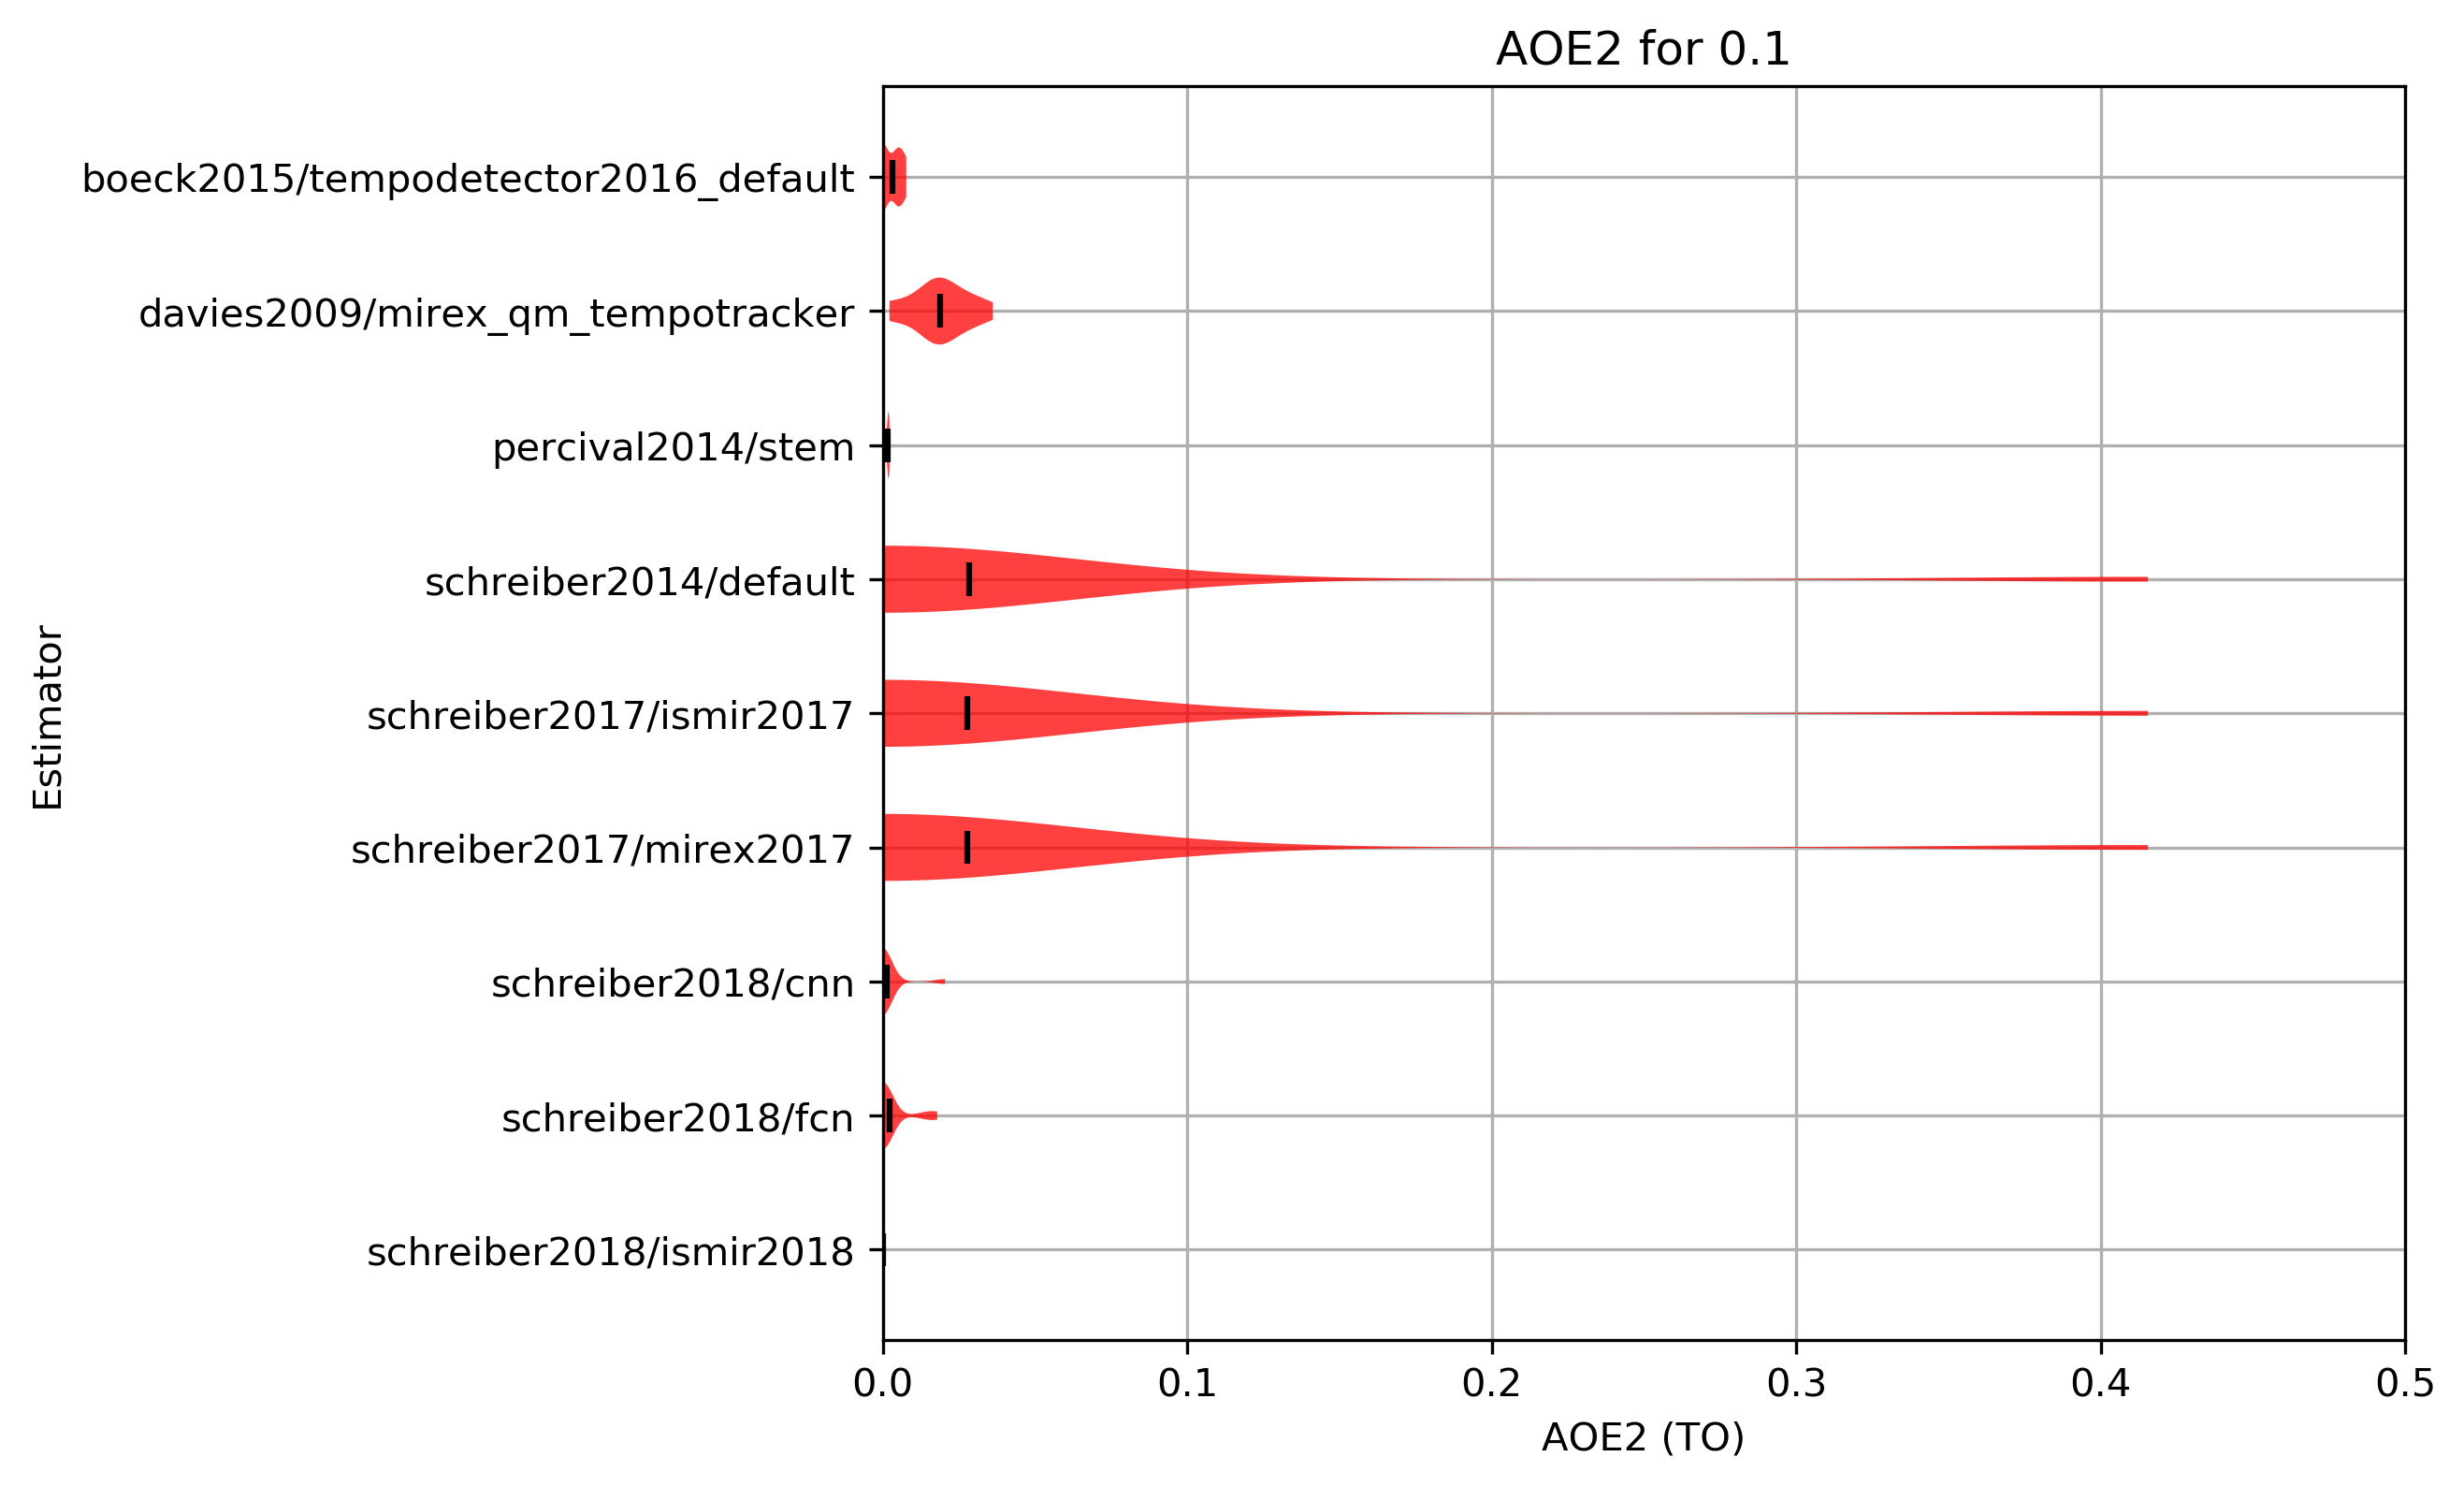 AOE2 for 0.1
boeck2015/tempodetector2016_default
davies2009/mirex_qm_tempotracker
percival2014/stem
schreiber2014/default
schreiber2017/ismir2017
schreiber2017/mirex2017
schreiber2018/cnn
schreiber2018/fcn
schreiber2018/ismir2018
Estimator
0.0 0.1 0.2 0.3 0.4 0.5
AOE2 (TO)